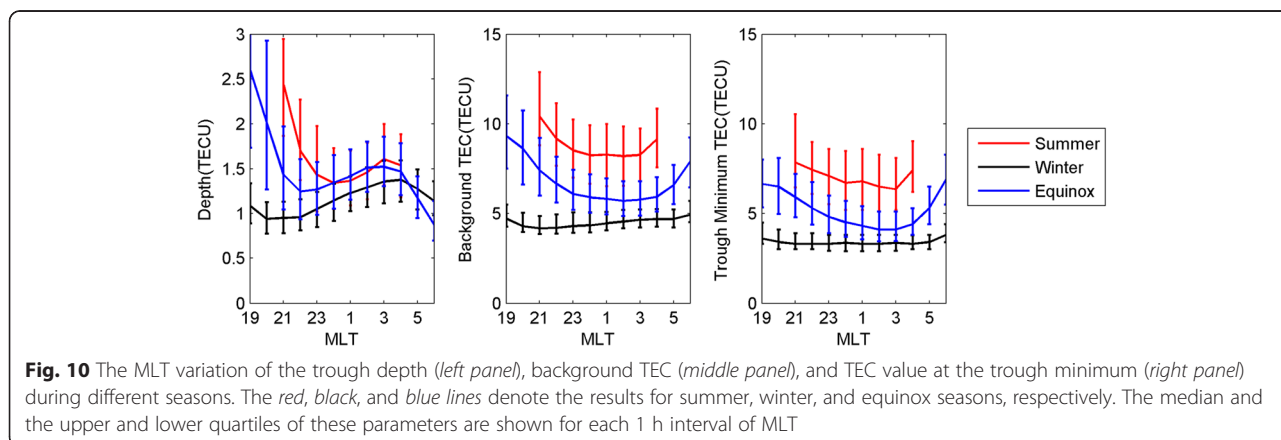 3
2.5
2
1.5
1
0.5
0
Depth(TECU)
19 21 23 1 3 5
MLT
15
10
5
0
Background TEC(TECU)
19 21 23 1 3 5
MLT
15
10
5
0
Trough Minimum TEC(TECU)
19 21 23 1 3 5
MLT
Summer
Winter
Equinox
Fig. 10 The MLT variation of the trough depth (left panel), background TEC (middle panel), and TEC value at the trough minimum (right panel)
during different seasons. The red, black, and blue lines denote the results for summer, winter, and equinox seasons, respectively. The median and
the upper and lower quartiles of these parameters are shown for each 1 h interval of MLT